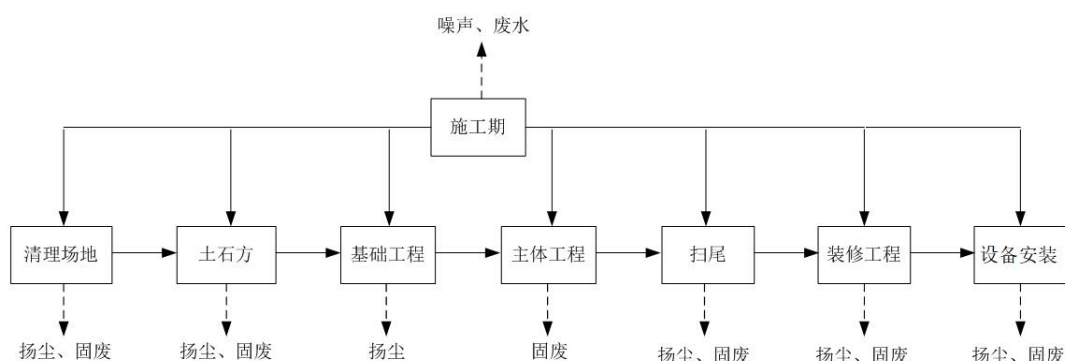 噪声、废水
施工期
清理场地
土石方
基础工程
主体工程
扫尾
装修工程
设备安装
扬尘、固废
扬尘、固废
扬尘
固废
扬尘、固废
扬尘、固废
扬尘、固废